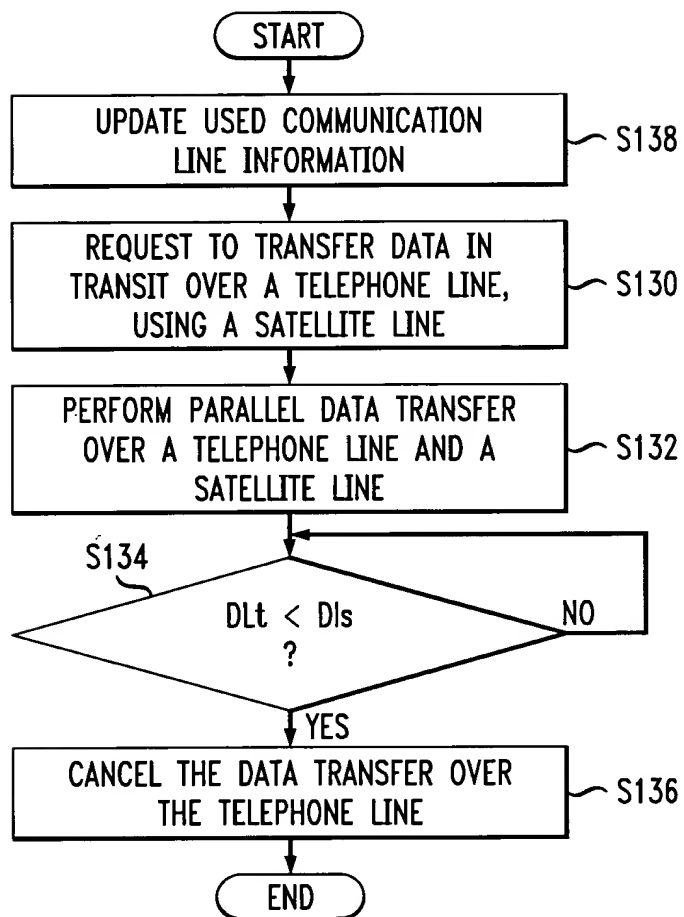 START
UPDATE USED COMMUNICATION
LINE INFORMATION
S138
REQUEST TO TRANSFER DATA IN
TRANSIT OVER A TELEPHONE LINE,
USING A SATELLITE LINE
S130
PERFORM PARALLEL DATA TRANSFER
OVER A TELEPHONE LINE AND A
SATELLITE LINE
S132
S134
DLt < DIs
?
NO
YES
CANCEL THE DATA TRANSFER OVER
THE TELEPHONE LINE
S136
END